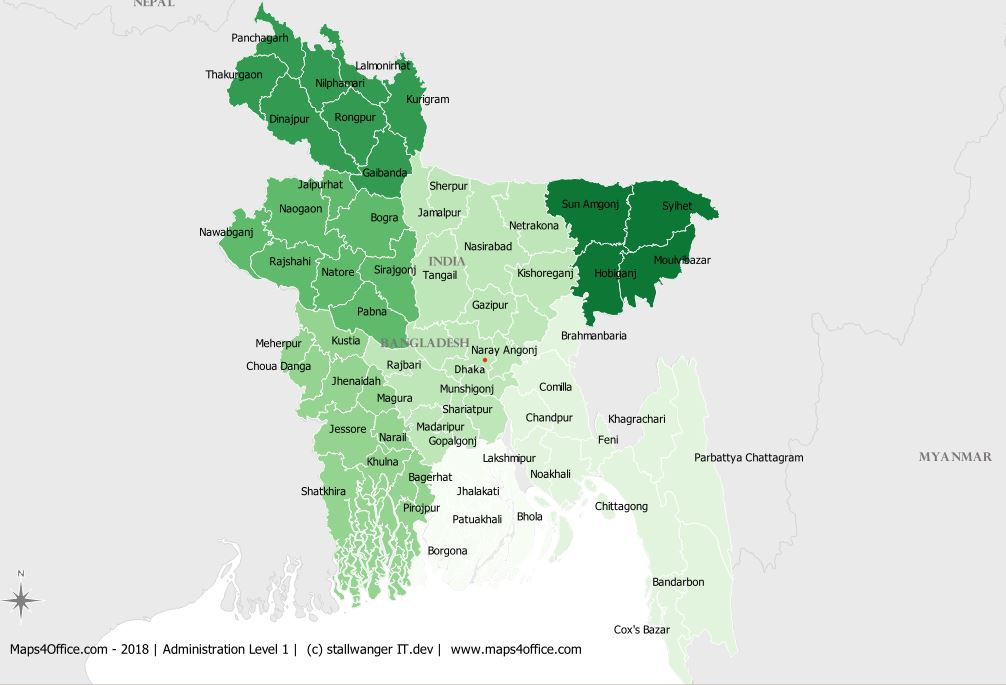 NEPAL
Panchagarh
Lalmonirhat
Thakurgaon
Nilphamari
Kurigram
Dinajpur
Rongpur
Gaibanda
Jaipurhat
Sherpur
Naogaon
Sun Amgonj
Sylhet
Jamalpur
Bogra
Netrakona
Nawabganj
Nasirabad
Rajshahi
INDIA
Moulvibazar
Natore
Sirajgonj
Tangail
Kishoreganj
Hobiganj
Gazipur
Pabna
Brahmanbaria
Meherpur
Kustia
BANGLADESH
Naray Angonj
Choua Danga
Rajbari
Dhaka
Jhenaidah
Munshigonj
Comilla
Magura
Shariatpur
Chandpur
Khagrachari
Jessore
Madaripur
Narail
Gopalgonj
Feni
Khulna
Lakshmipur
Parbattya Chattagram
MYANMAR
Bagerhat
Noakhali
Shatkhira
Jhalakati
Pirojpur
Chittagong
Patuakhali
Bhola
Borgona
N
Bandarbon
Cox's Bazar
Maps4Office.com - 2018 | Administration Level 1 | (c) stallwanger IT.dev | www.maps4office.com